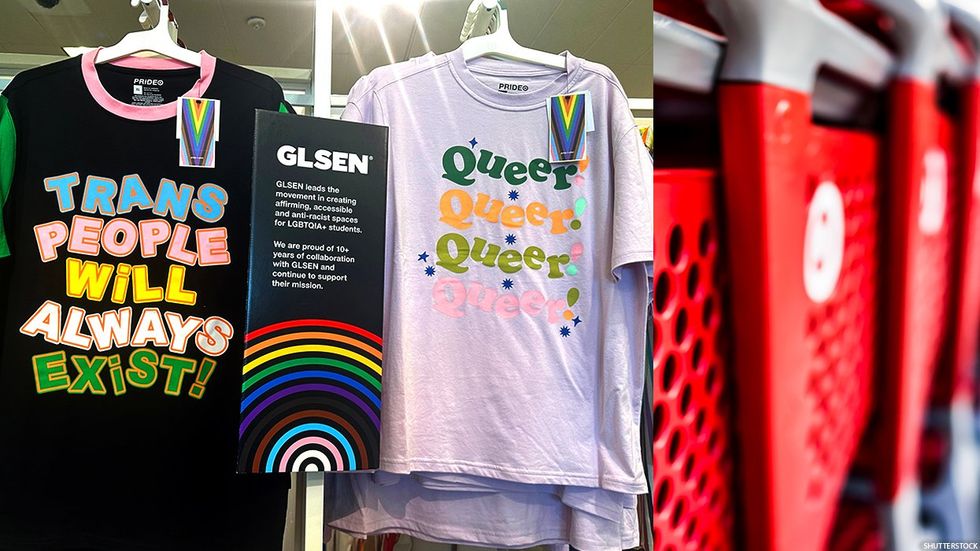 PRIDE
TRANS
PEOPLE
WiLL
ALWAYS
EXiST!
GLSEN®
GLSEN leads the
movement in creating
affirming, accessible
and anti-racist spaces
for LGBTQIA+ students.
We are proud of 10+
years of collaboration
with GLSEN and
continue to support
their mission.
PRIDE
Queer!
Queer!
Queer!
Queer!
SHUTTERSTOCK